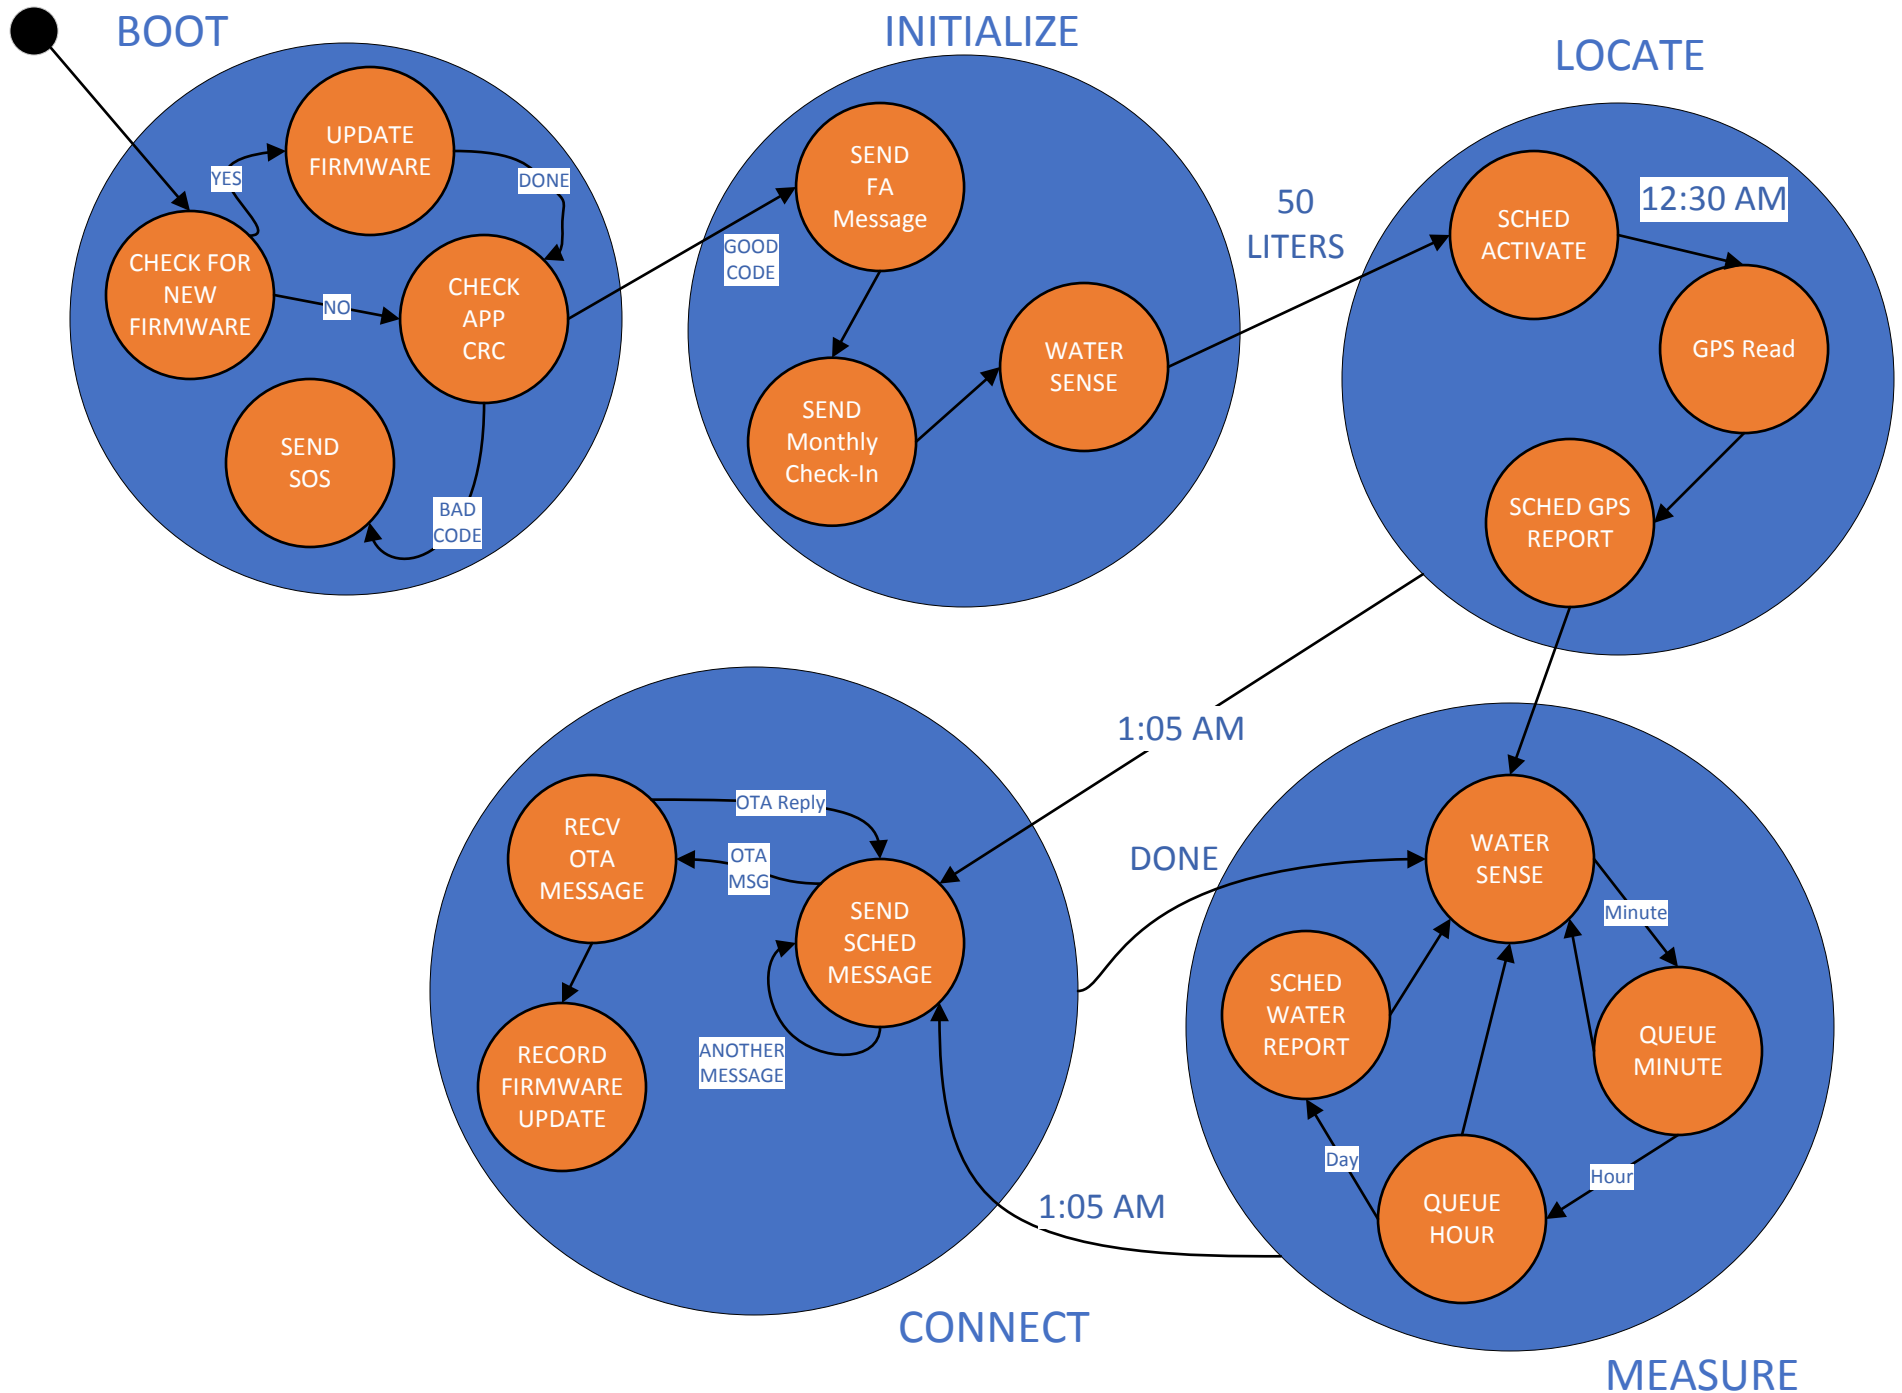 BOOT
UPDATE
FIRMWARE
YES
DONE
CHECK FOR
NEW
FIRMWARE
NO
CHECK
APP
CRC
SEND
SOS
BAD
CODE
INITIALIZE
SEND
FA
Message
GOOD
CODE
WATER
SENSE
SEND
Monthly
Check-In
50
LITERS
LOCATE
SCHED
ACTIVATE
12:30 AM
GPS Read
SCHED GPS
REPORT
1:05 AM
RECV
OTA
MESSAGE
OTA Reply
OTA
MSG
SEND
SCHED
MESSAGE
ANOTHER
MESSAGE
RECORD
FIRMWARE
UPDATE
CONNECT
DONE
1:05 AM
WATER
SENSE
Minute
SCHED
WATER
REPORT
QUEUE
MINUTE
Day
Hour
QUEUE
HOUR
MEASURE